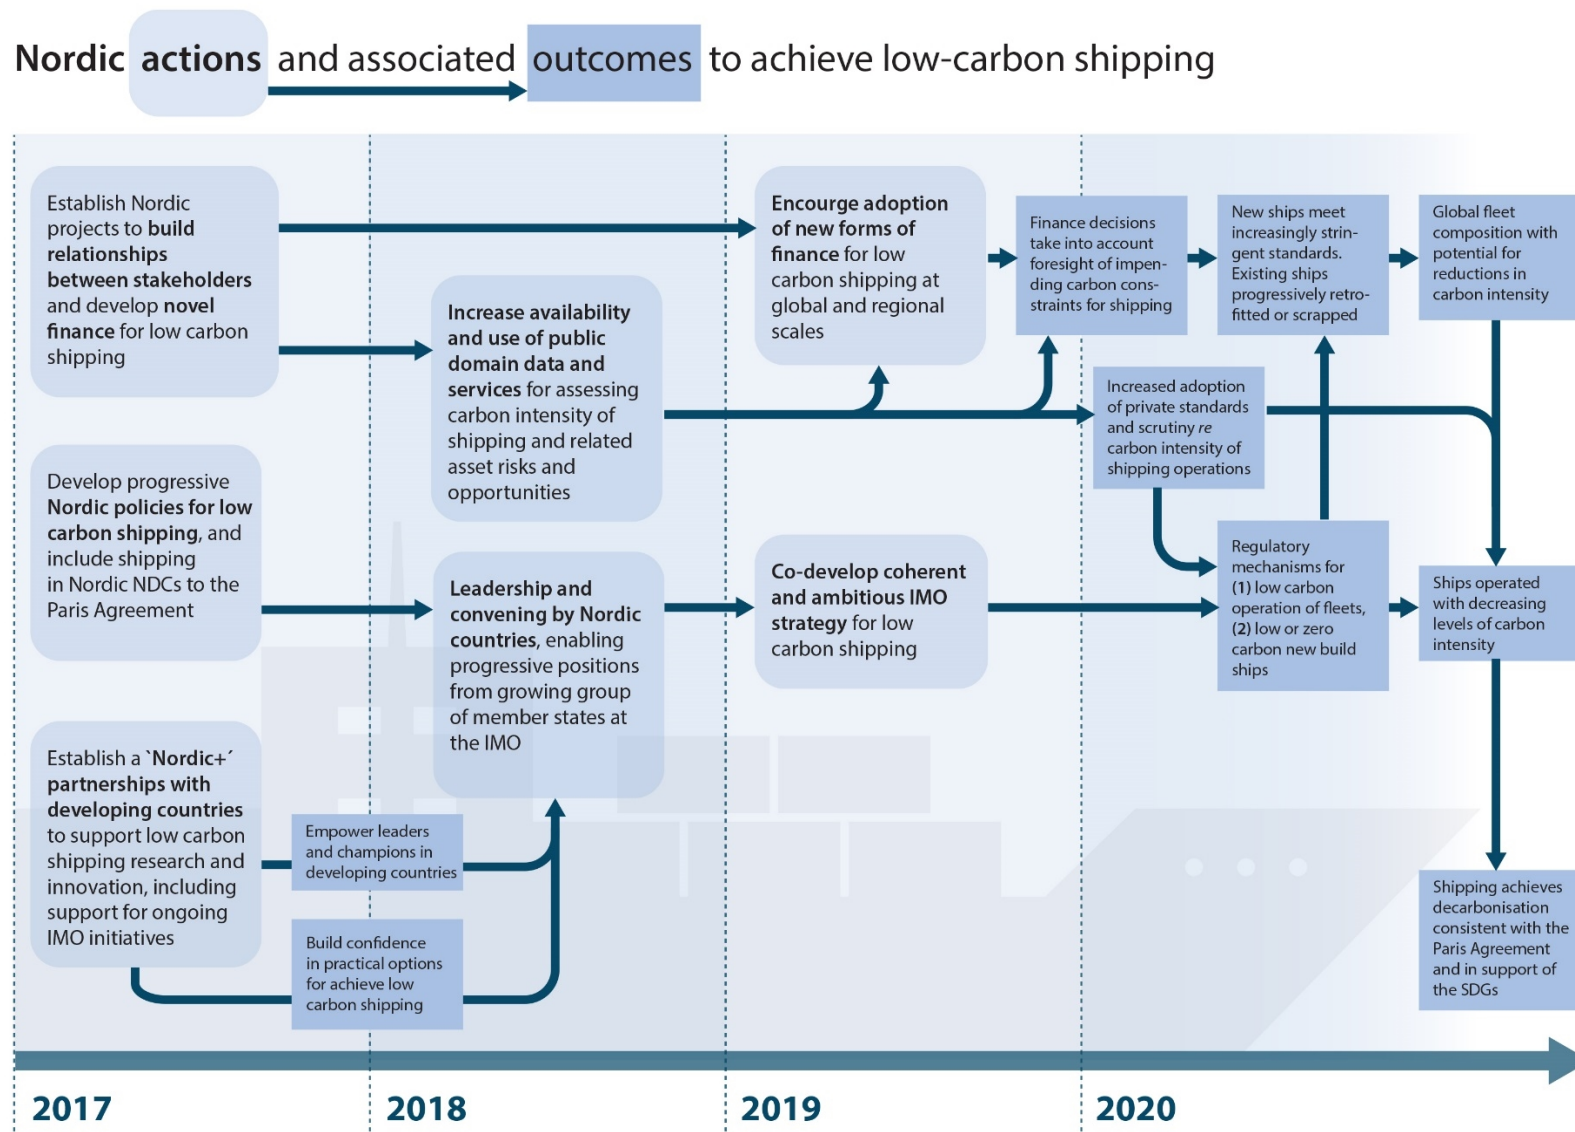 Nordic actions and associated outcomes to achieve low-carbon shipping
Establish Nordic
projects to build
relationships
between stakeholders
and develop novel
finance for low carbon
shipping
Develop progressive
Nordic policies for low
carbon shipping, and
include shipping
in Nordic NDCs to the
Paris Agreement
Establish a `Nordic+´
partnerships with
developing countries
to support low carbon
shipping research and
innovation, including
support for ongoing
IMO initiatives
Empower leaders
and champions in
developing countries
Build confidence
in practical options
for achieve low
carbon shipping
Increase availability
and use of public
domain data and
services for assessing
carbon intensity of
shipping and related
asset risks and
opportunities
Leadership and
convening by Nordic
countries, enabling
progressive positions
from growing group
of member states at
the IMO
Encourge adoption
of new forms of
finance for low
carbon shipping at
global and regional
scales
Co-develop coherent
and ambitious IMO
strategy for low
carbon shipping
Finance decisions
take into account
foresight of impen-
ding carbon cons-
straints for shipping
Increased adoption
of private standards
and scrutiny re
carbon intensity of
shipping operations
New ships meet
increasingly strin-
gent standards.
Existing ships
progressively retro-
fitted or scrapped
Regulatory
mechanisms for
(1) low carbon
operation of fleets,
(2) low or zero
carbon new build
ships
Global fleet
composition with
potential for
reductions in
carbon intensity
Ships operated
with decreasing
levels of carbon
intensity
Shipping achieves
decarbonisation
consistent with the
Paris Agreement
and in support of
the SDGs
2017
2018
2019
2020